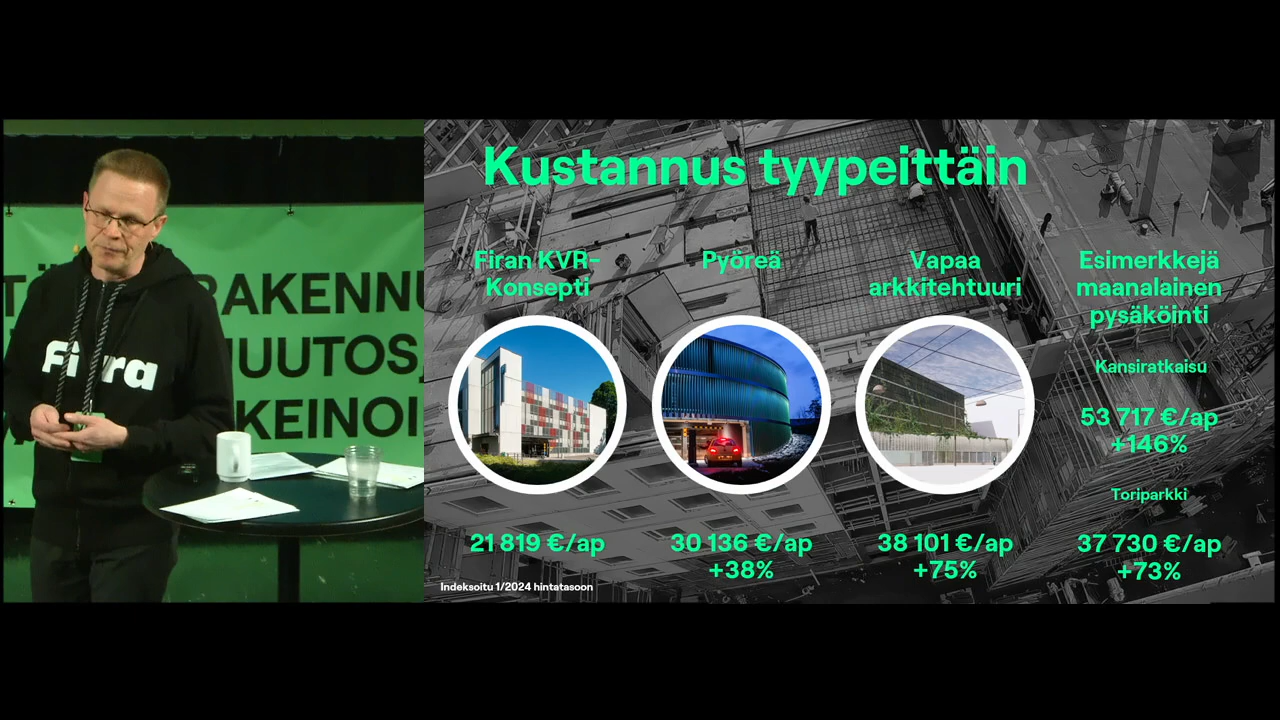 RAKENNU
UUTOS
KEINOI
Fira
Kustannus tyypeittäin
Firan KVR-
Konsepti
Pyöreä
Vapaa
arkkitehtuuri
Esimerkkejä
maanalainen
pysäköinti
Kansiratkaisu
53 717 €/ap
+146%
Toriparkki
21 819 €/ap
30 136 €/ap
+38%
38 101 €/ap
+75%
37 730 €/ap
+73%
Indeksoitu 1/2024 hintatasoon